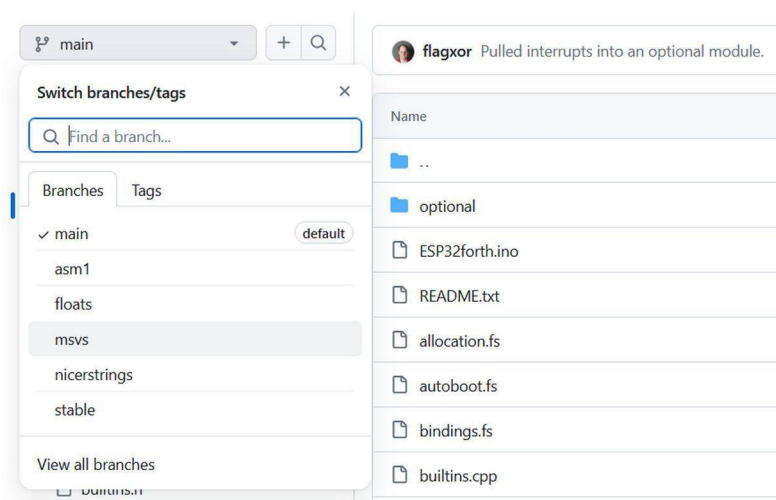 main
flagxor Pulled interrupts into an optional module.
Switch branches/tags
Find a branch...
Branches Tags
main default
asm1
floats
msvs
nicerstrings
stable
View all branches
builtins.h
Name
..
optional
ESP32forth.ino
README.txt
allocation.fs
autoboot.fs
bindings.fs
builtins.cpp